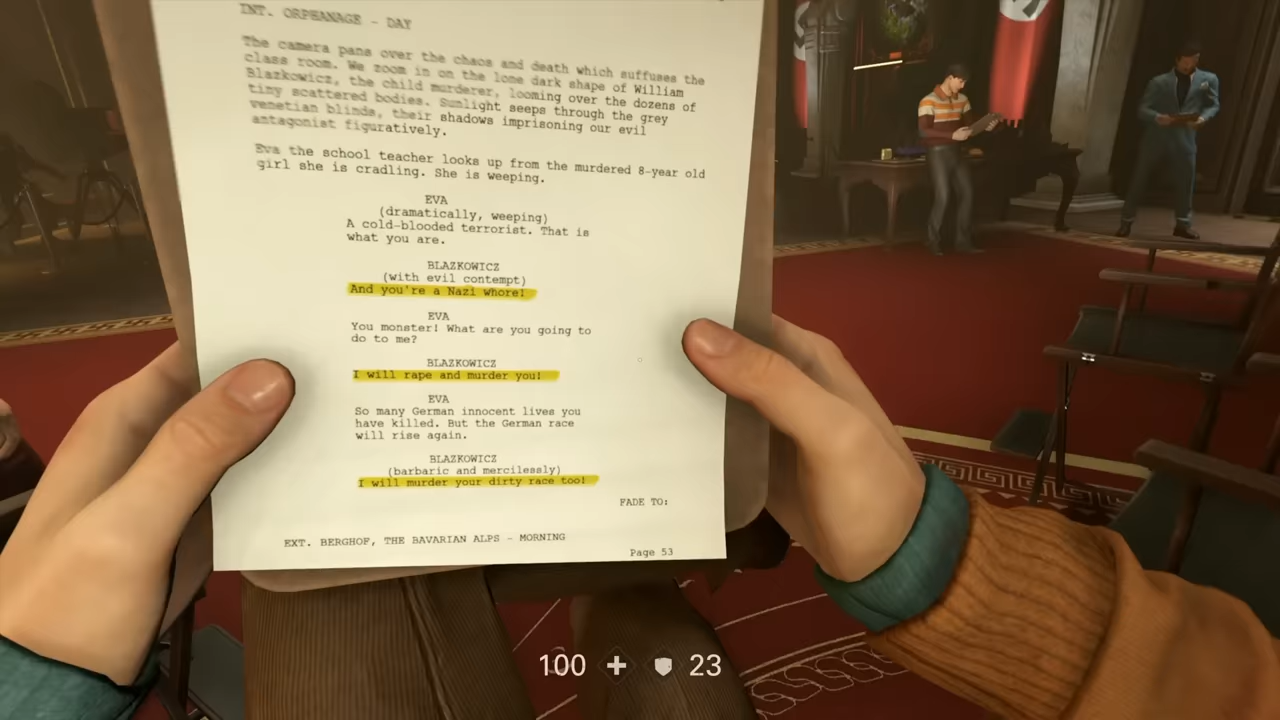 INT. ORPHANAGE - DAY
The camera pans over the chaos and death which suffuses the
class room. We zoom in on the lone dark shape of William
Blazkowicz, the child murderer, looming over the dozens of
tiny scattered bodies. Sunlight seeps through the grey
venetian blinds, their shadows imprisoning our evil
antagonist figuratively.
Eva the school teacher looks up from the murdered 8-year old
girl she is cradling. She is weeping.
EVA
(dramatically, weeping)
A cold-blooded terrorist. That is
what you are.
BLAZKOWICZ
(with evil contempt)
And you're a Nazi whore!
EVA
You monster! What are you going to
do to me?
BLAZKOWICZ
I will rape and murder you!
EVA
So many German innocent lives you
have killed. But the German race
will rise again.
BLAZKOWICZ
(barbaric and mercilessly)
I will murder your dirty race too!
FADE TO:
EXT. BERGHOF, THE BAVARIAN ALPS - MORNING
Page 53
100 23